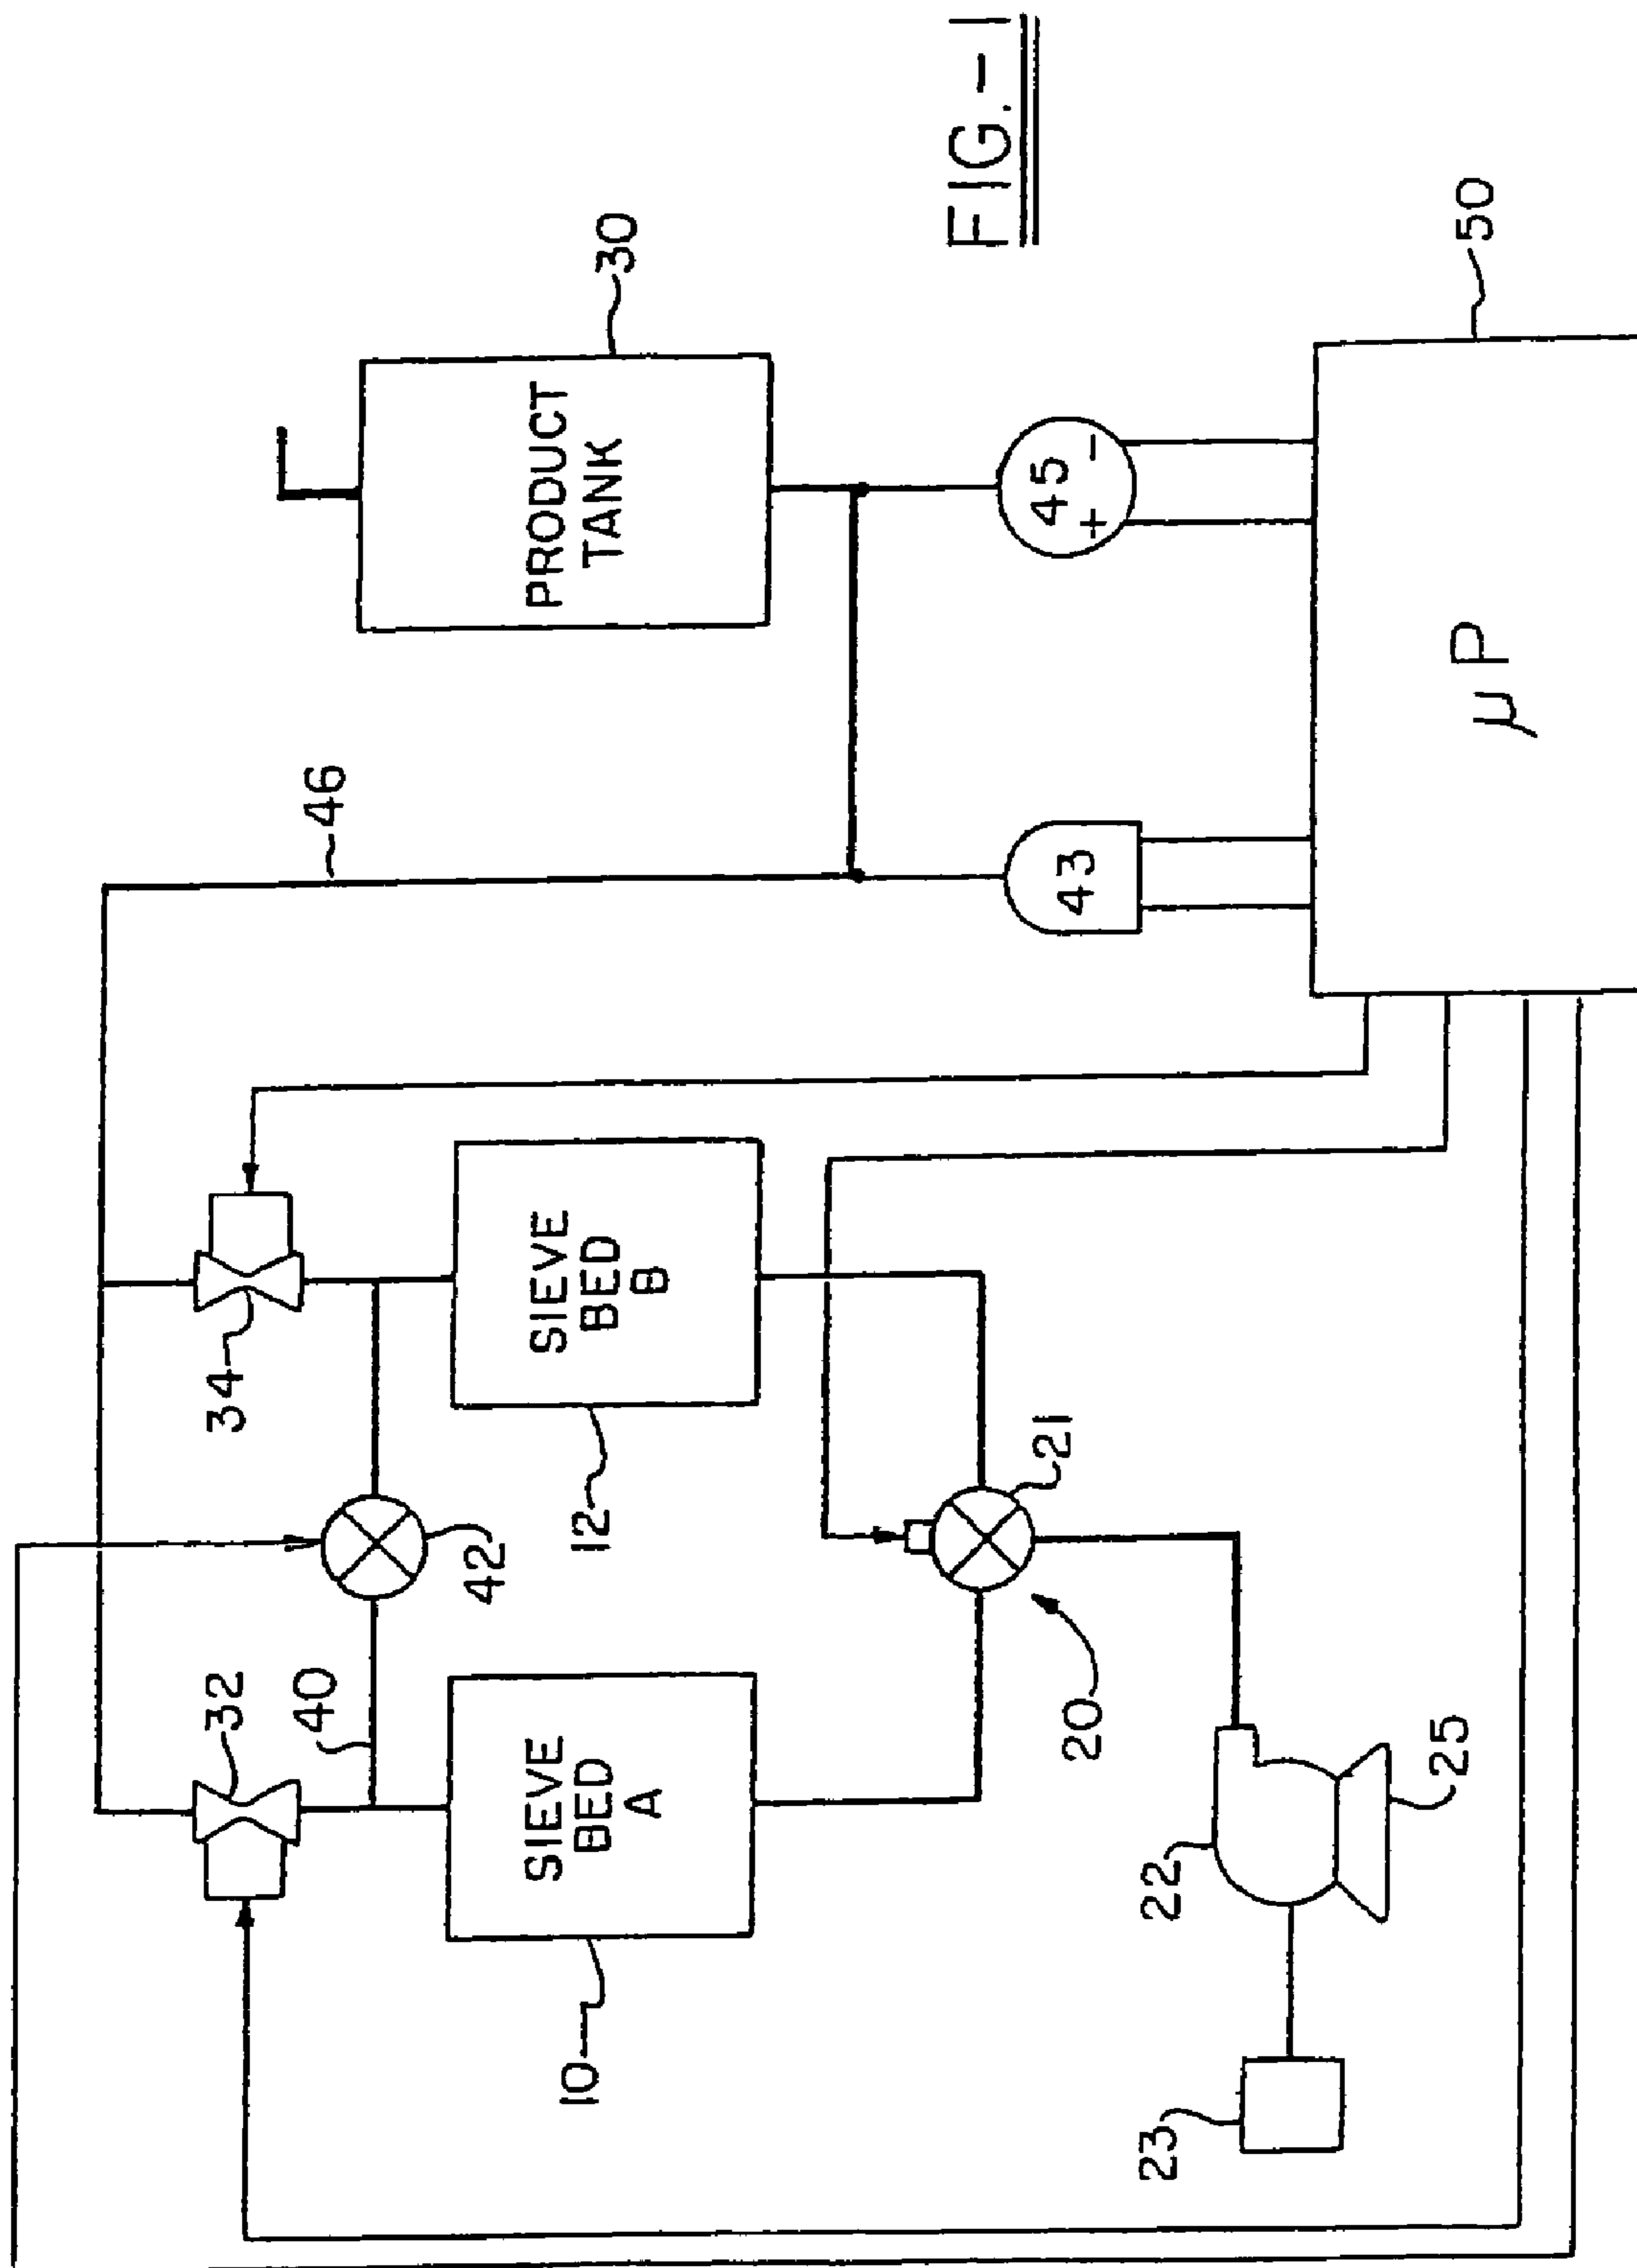 FIG.-1
46
PRODUCT
TANK
30
32
34
40
42
SIEVE
BED
A
SIEVE
BED
B
10
12
43
45
+ -
20
21
22
23
25
μP
50